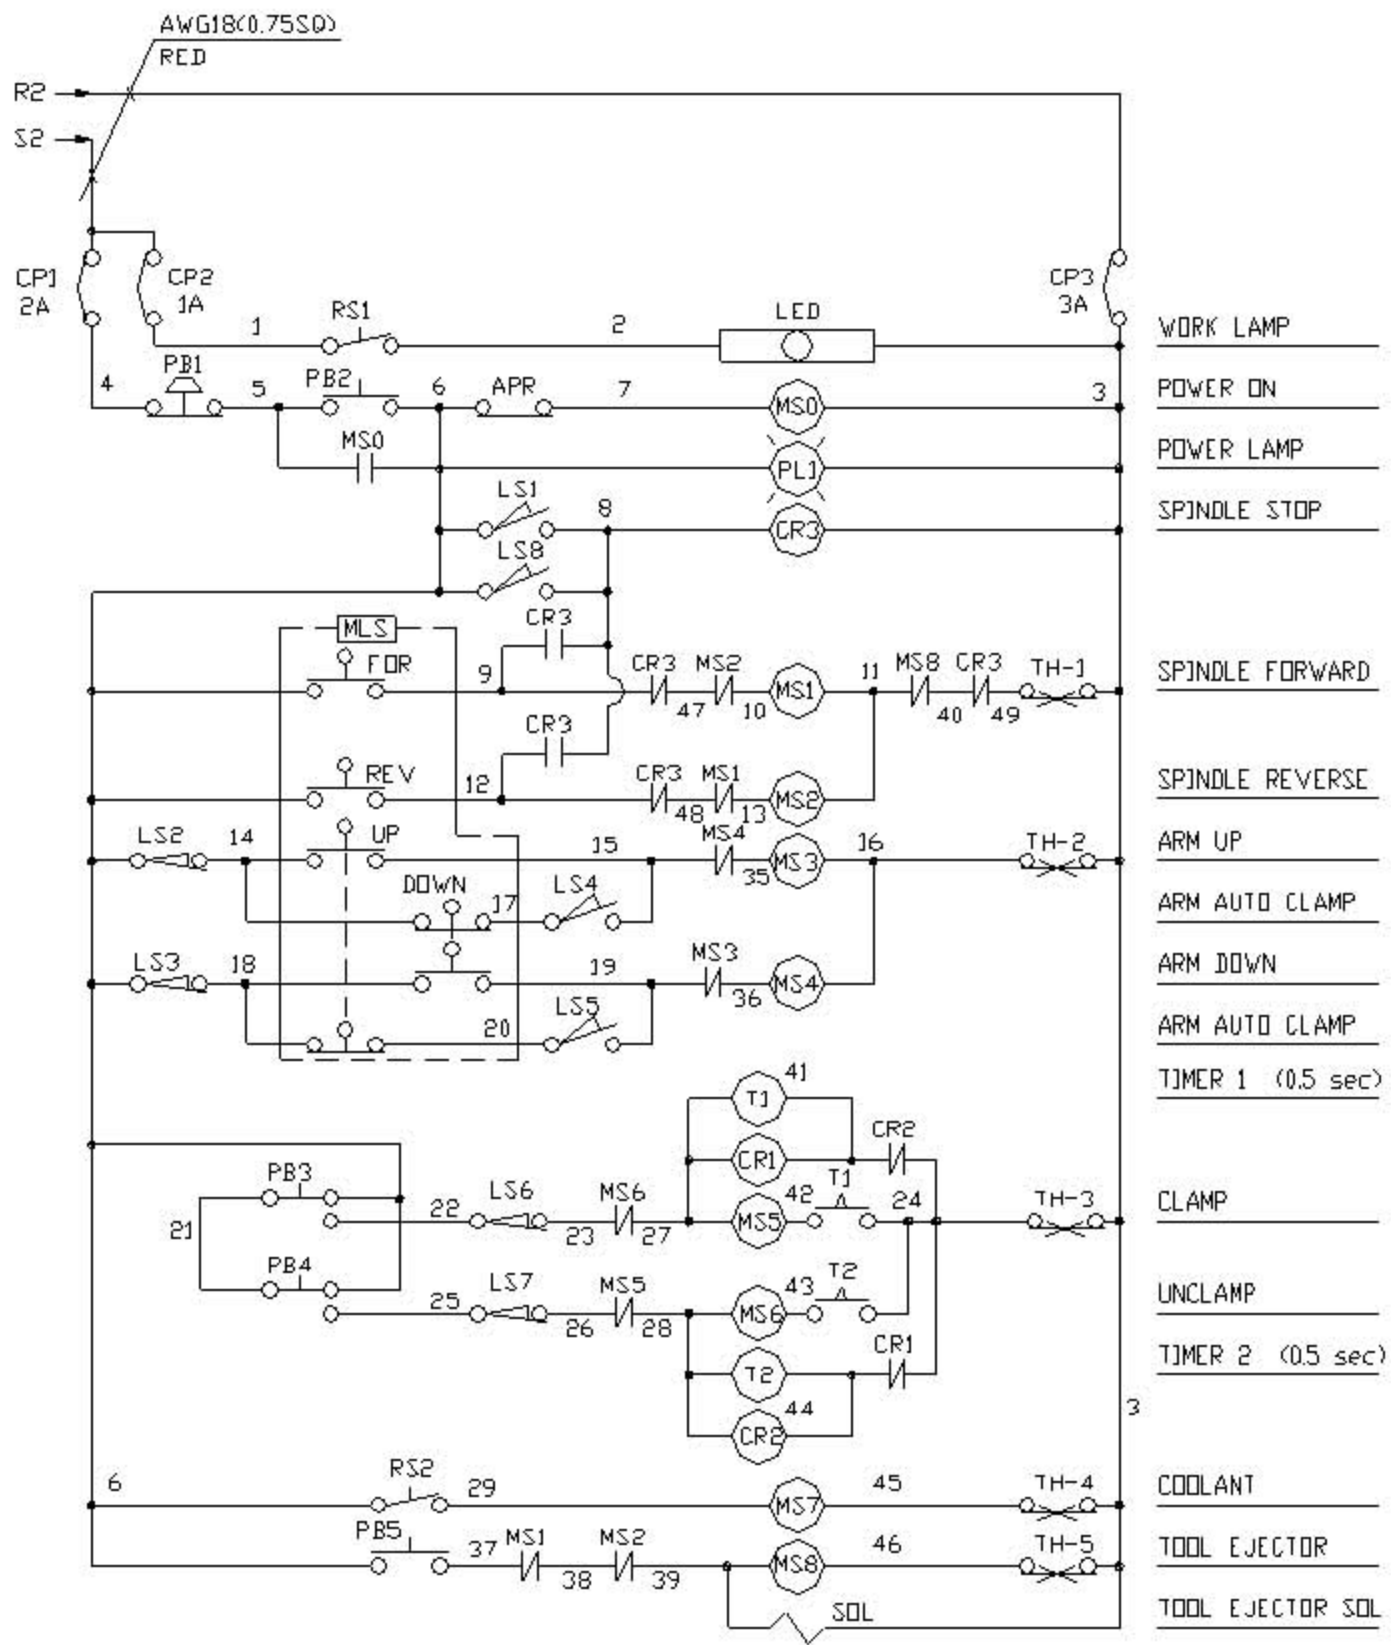 AWG18(0.75SQ)
RED
R2
S2
CP1
2A
CP2
1A
CP3
3A
1 RS1 2 LED WORK LAMP
4 PB1 5 PB2 6 APR 7 MS0 3 POWER ON
MS0 PL1 POWER LAMP
LS1 8 CR3 SPINDLE STOP
LS8
MLS CR3
FOR 9 CR3 47 MS2 10 MS1 11 MS8 40 CR3 49 TH-1 SPINDLE FORWARD
CR3
REV 12 CR3 48 MS1 13 MS2 SPINDLE REVERSE
LS2 14 UP 15 MS4 35 MS3 16 TH-2 ARM UP
DOWN 17 LS4 ARM AUTO CLAMP
LS3 18 19 MS3 36 MS4 ARM DOWN
20 LS5 ARM AUTO CLAMP
T1 41 TIMER 1 (0.5 sec)
CR1 CR2
PB3 22 LS6 23 MS6 27 MS5 42 T1 24 TH-3 CLAMP
21
PB4 25 LS7 26 MS5 28 MS6 43 T2 UNCLAMP
T2 CR1 TIMER 2 (0.5 sec)
CR2 44
3
6 RS2 29 MS7 45 TH-4 COOLANT
PB5 37 MS1 38 MS2 39 MS8 46 TH-5 TOOL EJECTOR
SOL TOOL EJECTOR SOL